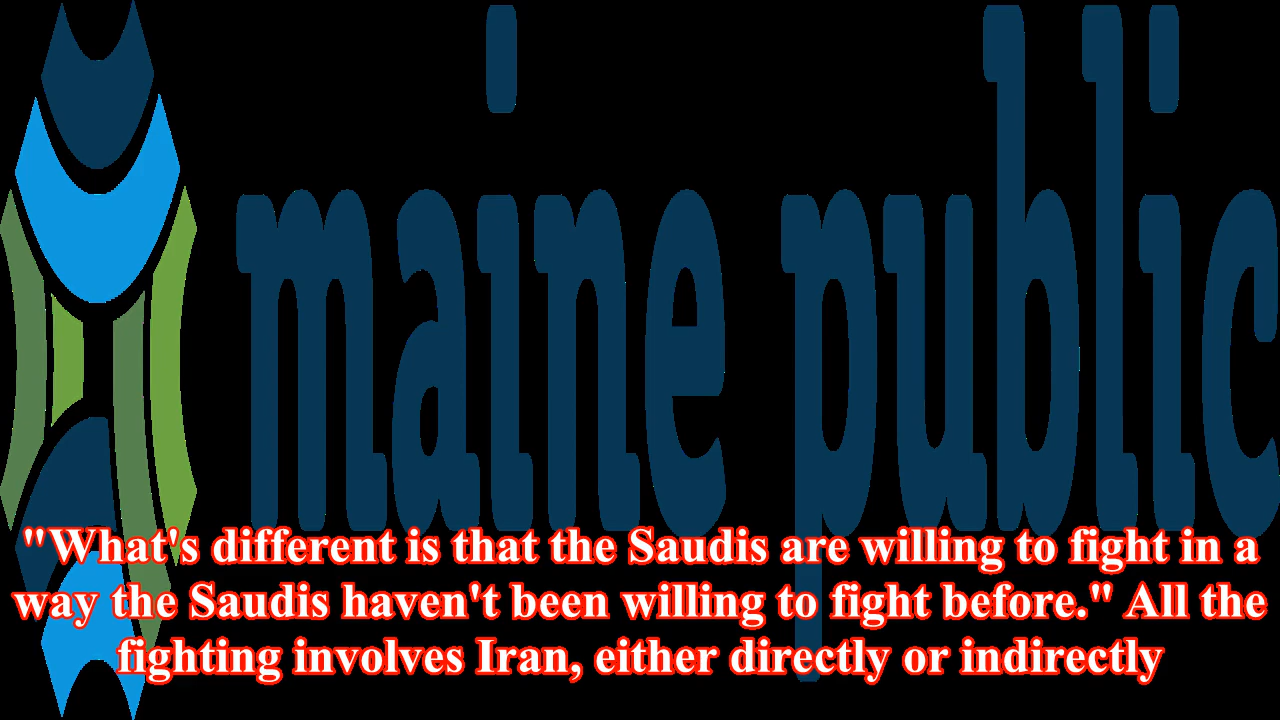 maine public
"What's different is that the Saudis are willing to fight in a
way the Saudis haven't been willing to fight before." All the
fighting involves Iran, either directly or indirectly